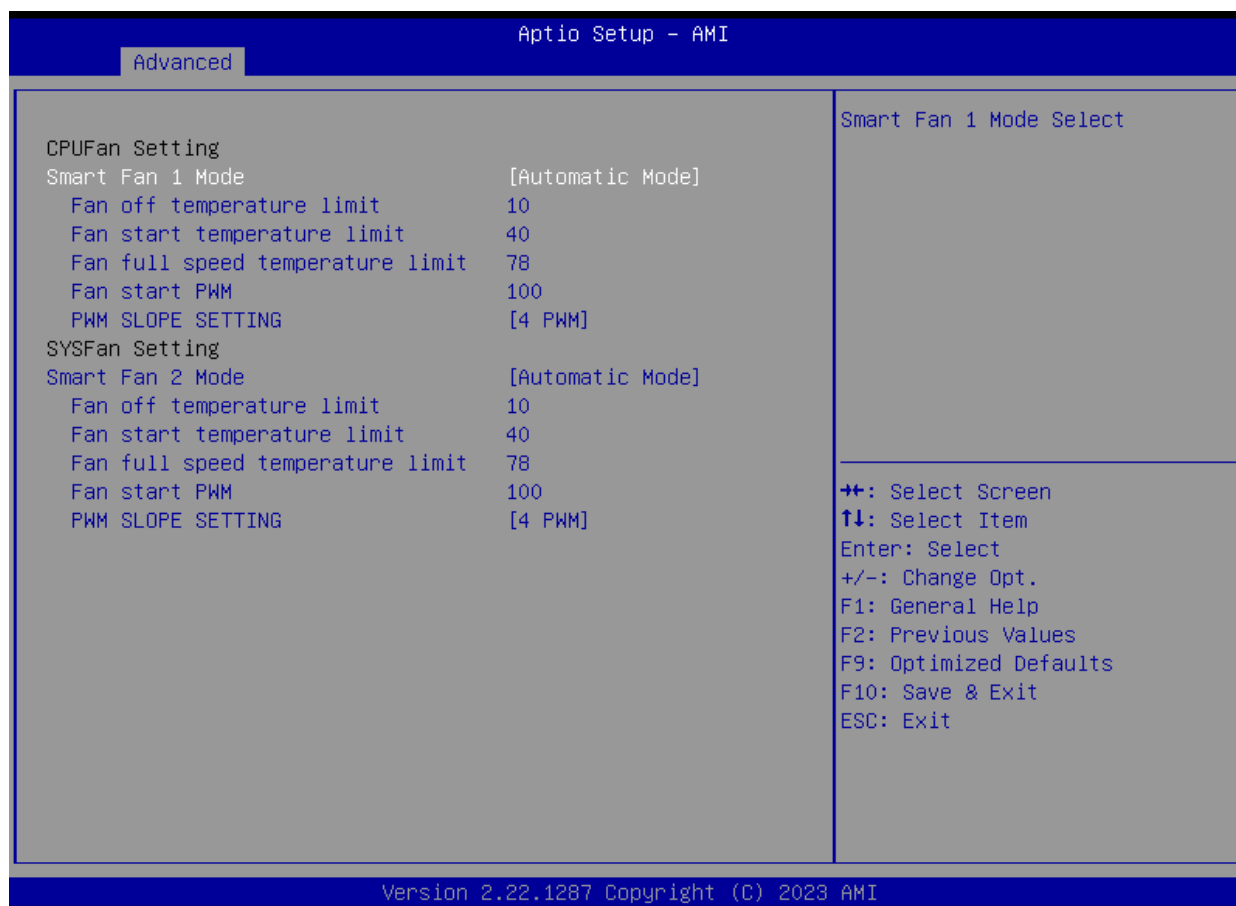 Aptio Setup – AMI
Advanced
CPUFan Setting
Smart Fan 1 Mode [Automatic Mode]
Fan off temperature limit 10
Fan start temperature limit 40
Fan full speed temperature limit 78
Fan start PWM 100
PWM SLOPE SETTING [4 PWM]
SYSFan Setting
Smart Fan 2 Mode [Automatic Mode]
Fan off temperature limit 10
Fan start temperature limit 40
Fan full speed temperature limit 78
Fan start PWM 100
PWM SLOPE SETTING [4 PWM]
Smart Fan 1 Mode Select
→←: Select Screen
↑↓: Select Item
Enter: Select
+/-: Change Opt.
F1: General Help
F2: Previous Values
F9: Optimized Defaults
F10: Save & Exit
ESC: Exit
Version 2.22.1287 Copyright (C) 2023 AMI